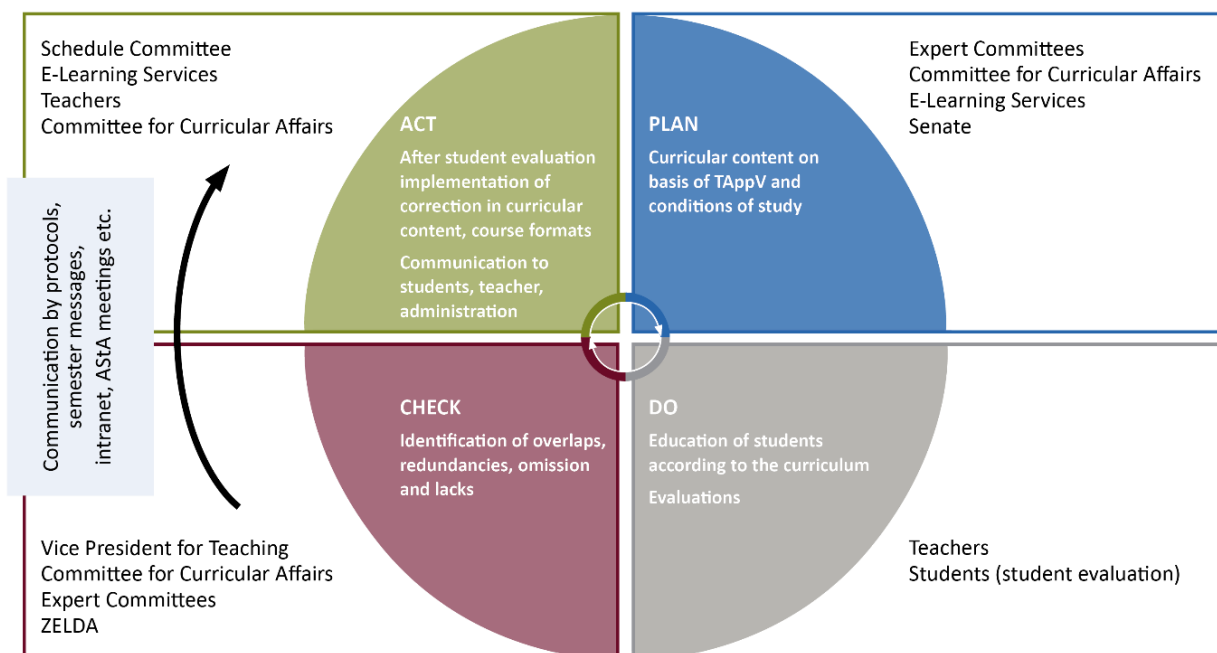 Schedule Committee
E-Learning Services
Teachers
Committee for Curricular Affairs
ACT
After student evaluation
implementation of
correction in curricular
content, course formats
Communication to
students, teacher,
administration
PLAN
Curricular content on
basis of TAppV and
conditions of study
Expert Committees
Committee for Curricular Affairs
E-Learning Services
Senate
Communication by protocols,
semester messages,
intranet, AStA meetings etc.
CHECK
Identification of overlaps,
redundancies, omission
and lacks
DO
Education of students
according to the curriculum
Evaluations
Vice President for Teaching
Committee for Curricular Affairs
Expert Committees
ZELDA
Teachers
Students (student evaluation)